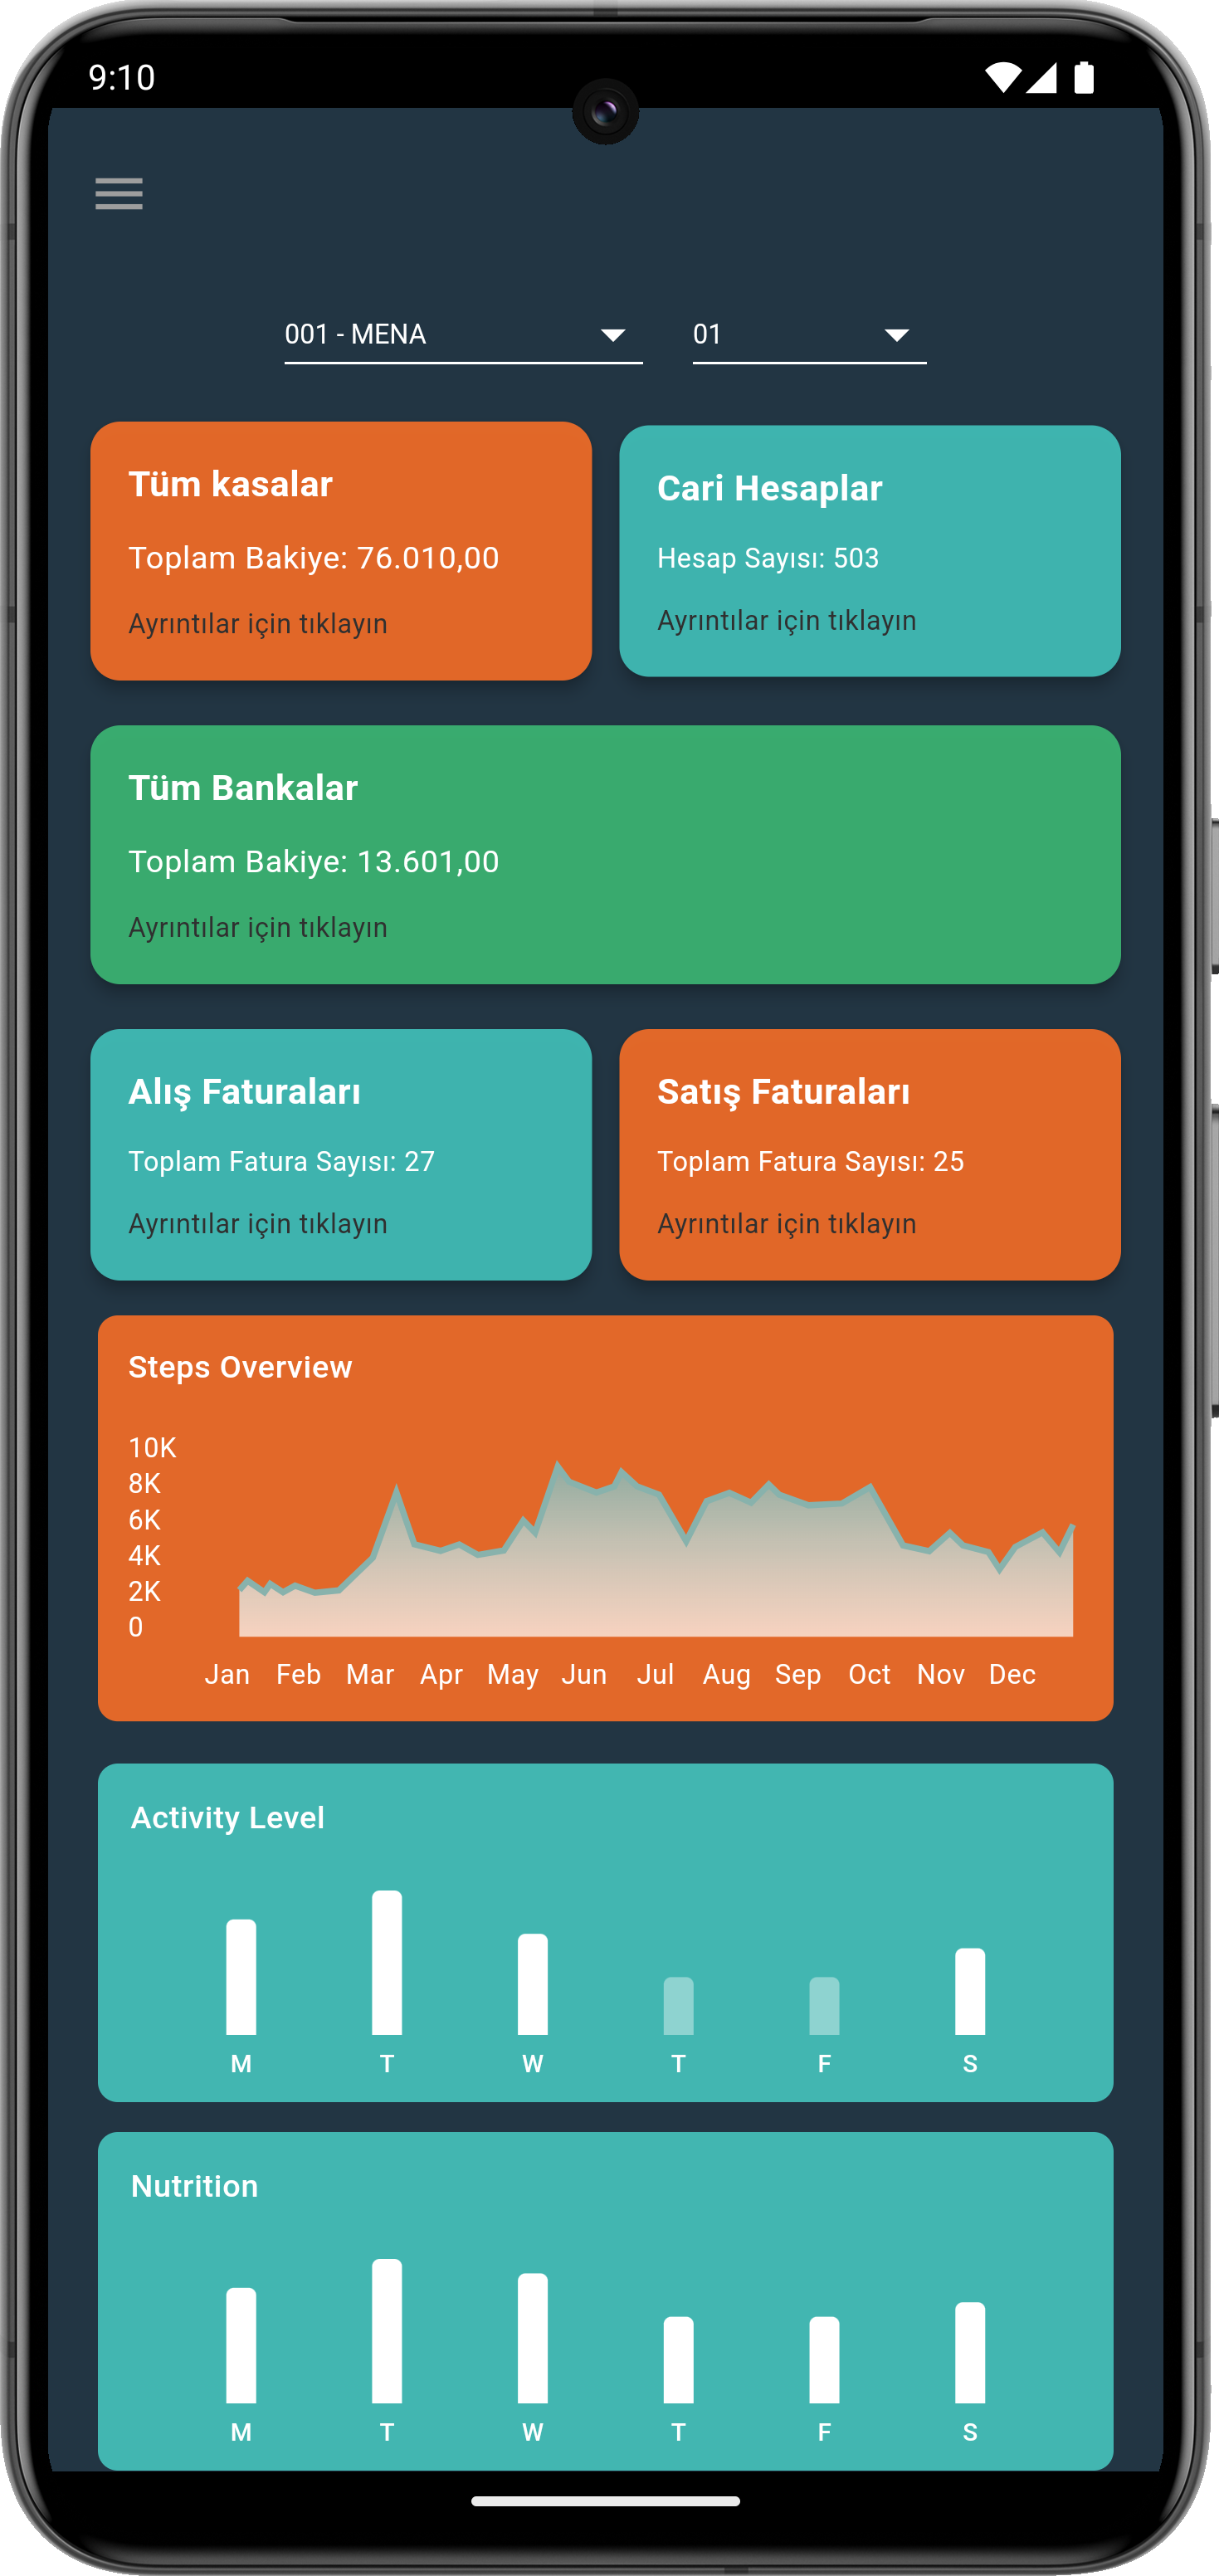 9:10
001 - MENA
01
Tüm kasalar
Toplam Bakiye: 76.010,00
Ayrıntılar için tıklayın
Cari Hesaplar
Hesap Sayısı: 503
Ayrıntılar için tıklayın
Tüm Bankalar
Toplam Bakiye: 13.601,00
Ayrıntılar için tıklayın
Alış Faturaları
Toplam Fatura Sayısı: 27
Ayrıntılar için tıklayın
Satış Faturaları
Toplam Fatura Sayısı: 25
Ayrıntılar için tıklayın
Steps Overview
10K
8K
6K
4K
2K
0
Jan Feb Mar Apr May Jun Jul Aug Sep Oct Nov Dec
Activity Level
M T W T F S
Nutrition
M T W T F S